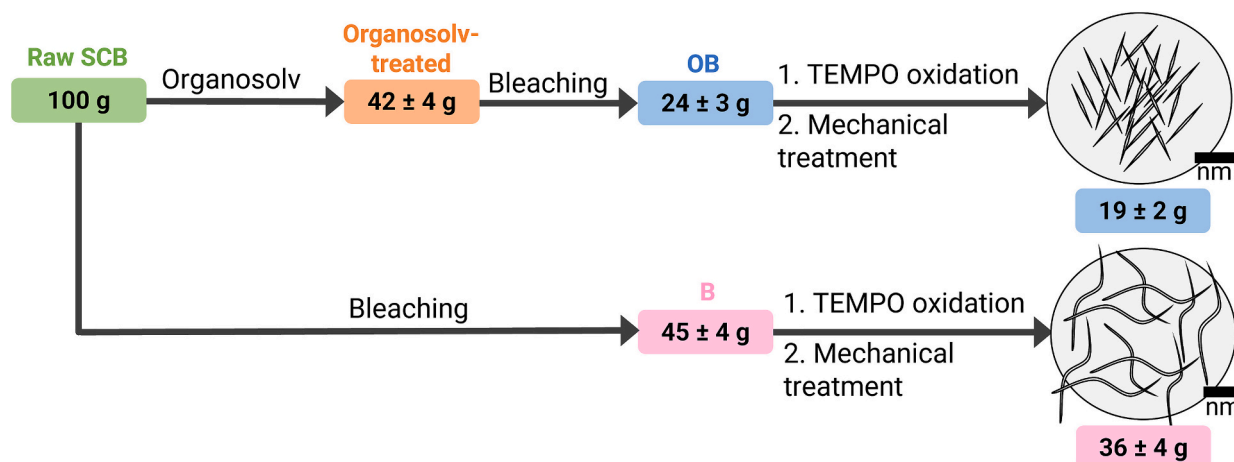 Raw SCB
100 g
Organosolv
Organosolv-
treated
42 ± 4 g
Bleaching
OB
24 ± 3 g
1. TEMPO oxidation
2. Mechanical
treatment
nm
19 ± 2 g
Bleaching
B
45 ± 4 g
1. TEMPO oxidation
2. Mechanical
treatment
nm
36 ± 4 g